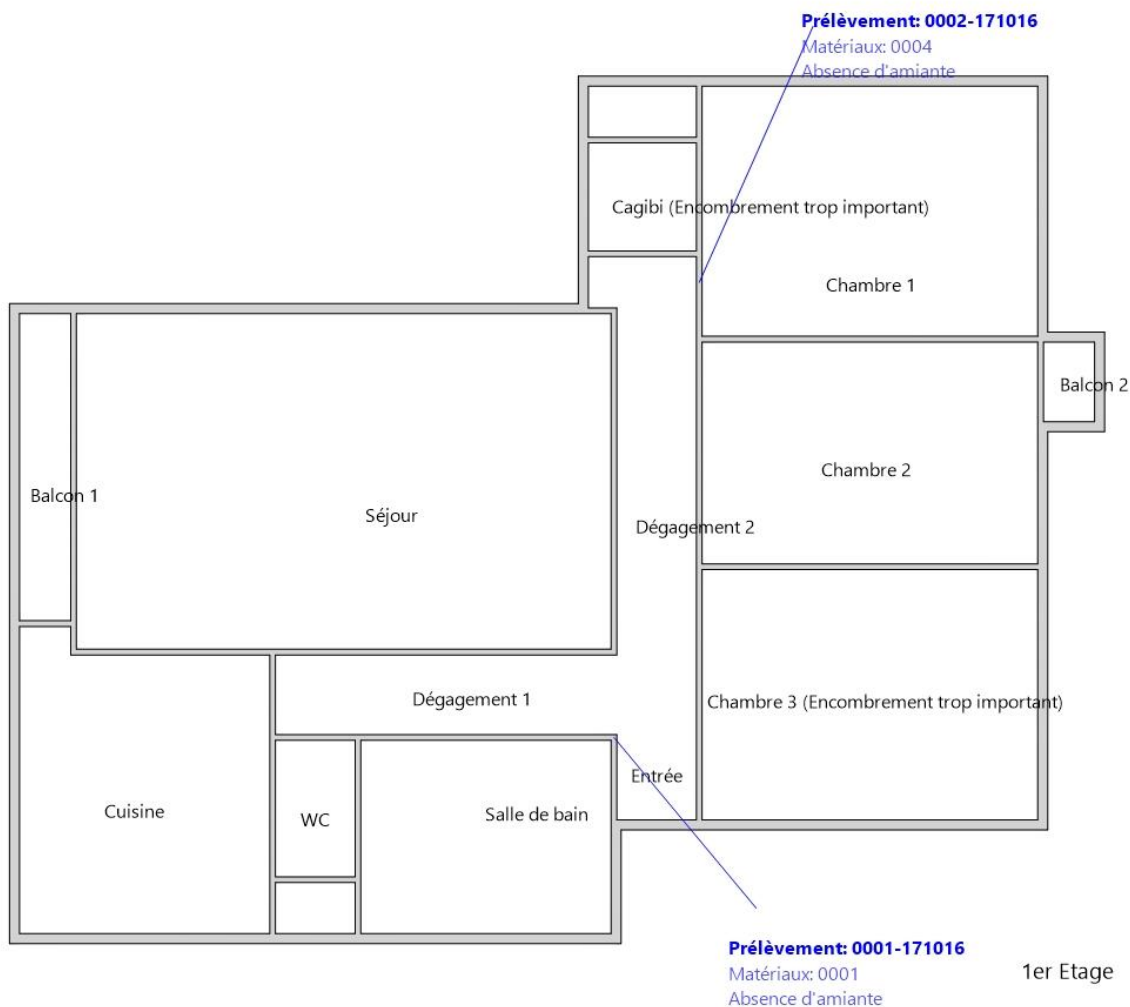 Prélèvement: 0002-171016
Matériaux: 0004
Absence d'amiante
Cagibi (Encombrement trop important)
Chambre 1
Balcon 2
Chambre 2
Balcon 1
Séjour
Dégagement 2
Dégagement 1
Chambre 3 (Encombrement trop important)
Entrée
Cuisine
WC
Salle de bain
Prélèvement: 0001-171016
Matériaux: 0001
Absence d'amiante
1er Etage